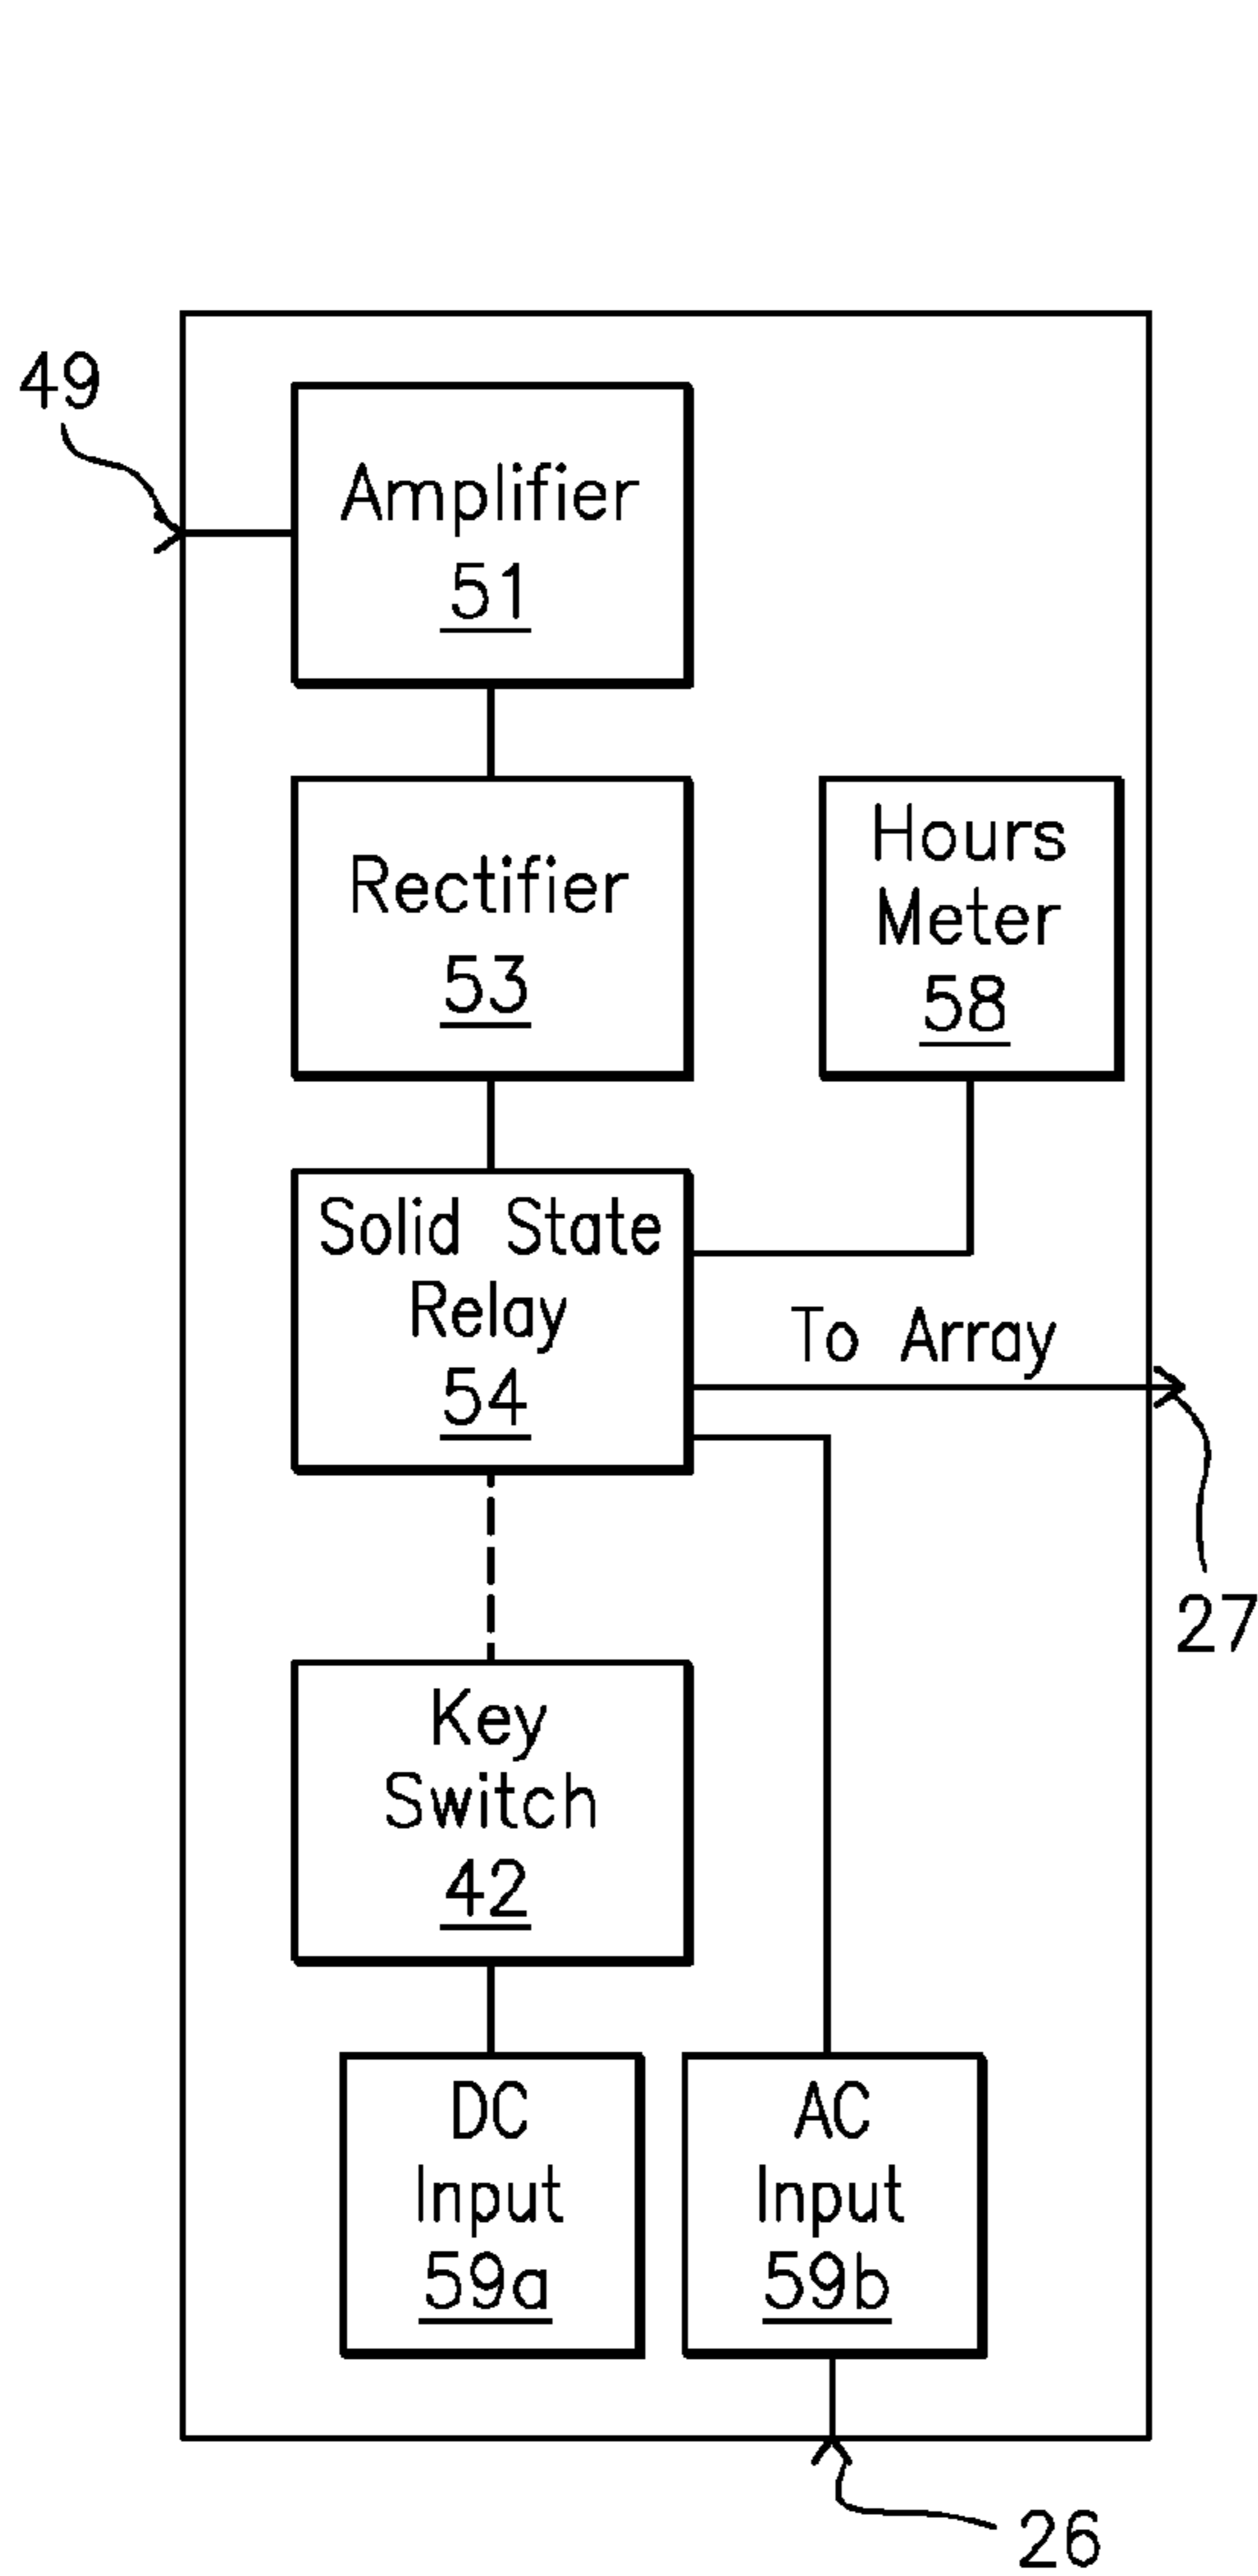 49
Amplifier
51
Rectifier
53
Hours
Meter
58
Solid State
Relay
54
To Array
27
Key
Switch
42
DC
Input
59a
AC
Input
59b
26